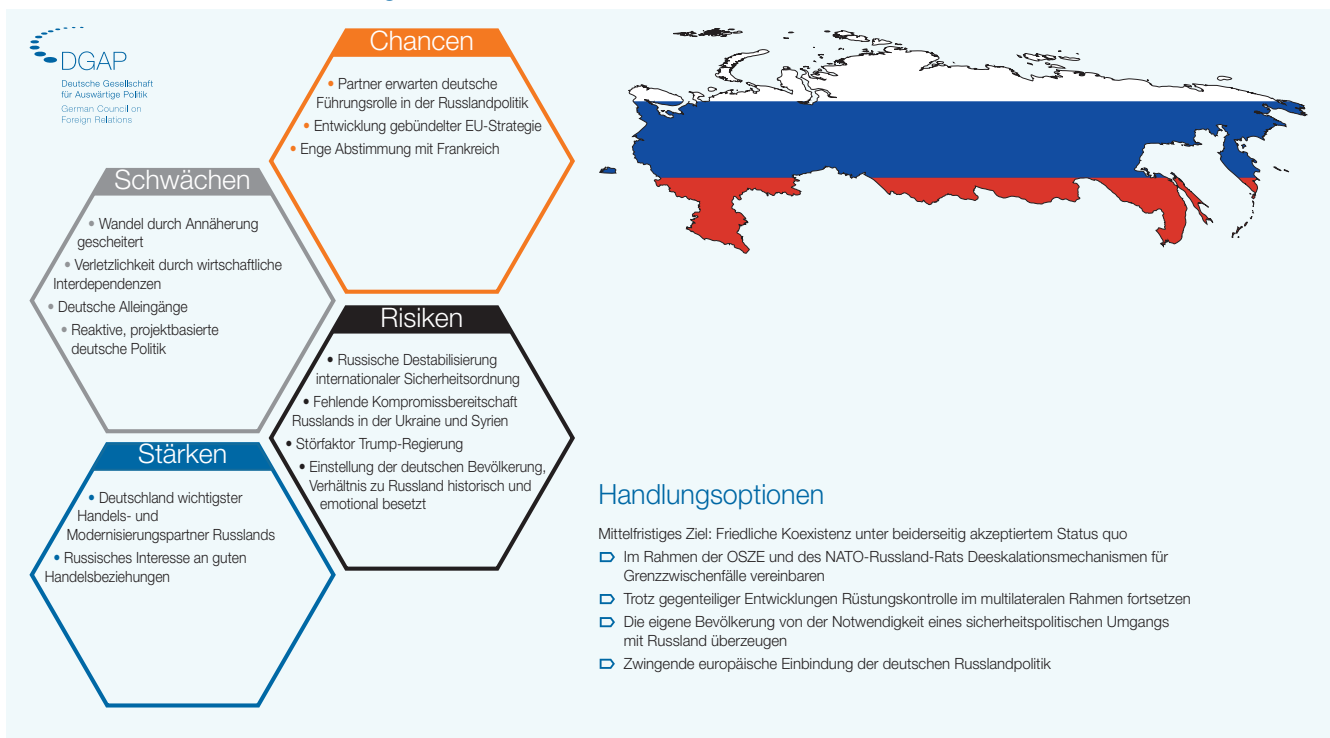 DGAP
Deutsche Gesellschaft
für Auswärtige Politik
German Council on
Foreign Relations
Chancen
• Partner erwarten deutsche
Führungsrolle in der Russlandpolitik
• Entwicklung gebündelter EU-Strategie
• Enge Abstimmung mit Frankreich
Schwächen
• Wandel durch Annäherung
gescheitert
• Verletzlichkeit durch wirtschaftliche
Interdependenzen
• Deutsche Alleingänge
• Reaktive, projektbasierte
deutsche Politik
Risiken
• Russische Destabilisierung
internationaler Sicherheitsordnung
• Fehlende Kompromissbereitschaft
Russlands in der Ukraine und Syrien
• Störfaktor Trump-Regierung
• Einstellung der deutschen Bevölkerung,
Verhältnis zu Russland historisch und
emotional besetzt
Stärken
• Deutschland wichtigster
Handels- und
Modernisierungspartner Russlands
• Russisches Interesse an guten
Handelsbeziehungen
Handlungsoptionen
Mittelfristiges Ziel: Friedliche Koexistenz unter beiderseitig akzeptiertem Status quo
Im Rahmen der OSZE und des NATO-Russland-Rats Deeskalationsmechanismen für
Grenzzwischenfälle vereinbaren
Trotz gegenteiliger Entwicklungen Rüstungskontrolle im multilateralen Rahmen fortsetzen
Die eigene Bevölkerung von der Notwendigkeit eines sicherheitspolitischen Umgangs
mit Russland überzeugen
Zwingende europäische Einbindung der deutschen Russlandpolitik